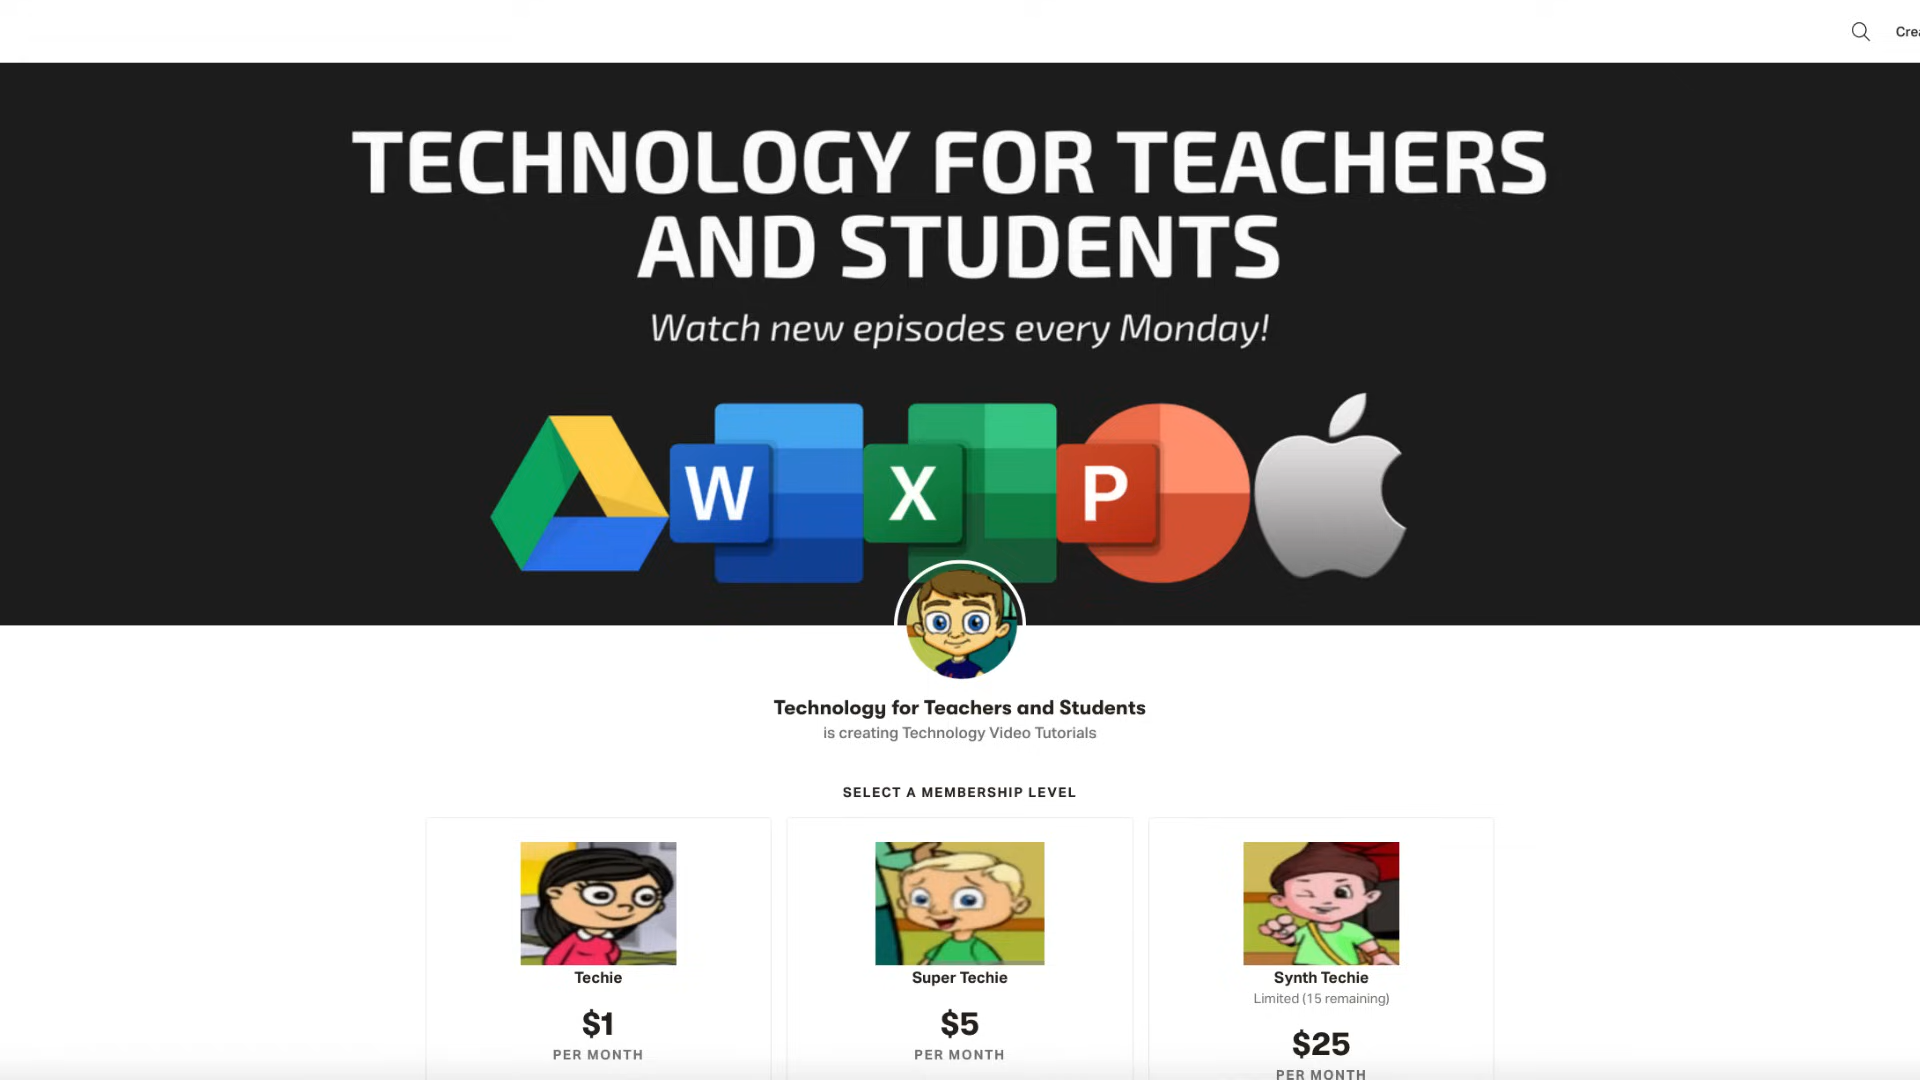 Crea
TECHNOLOGY FOR TEACHERS
AND STUDENTS
Watch new episodes every Monday!
W
X
P
Technology for Teachers and Students
is creating Technology Video Tutorials
SELECT A MEMBERSHIP LEVEL
Techie
$1
PER MONTH
Super Techie
$5
PER MONTH
Synth Techie
Limited (15 remaining)
$25
PER MONTH